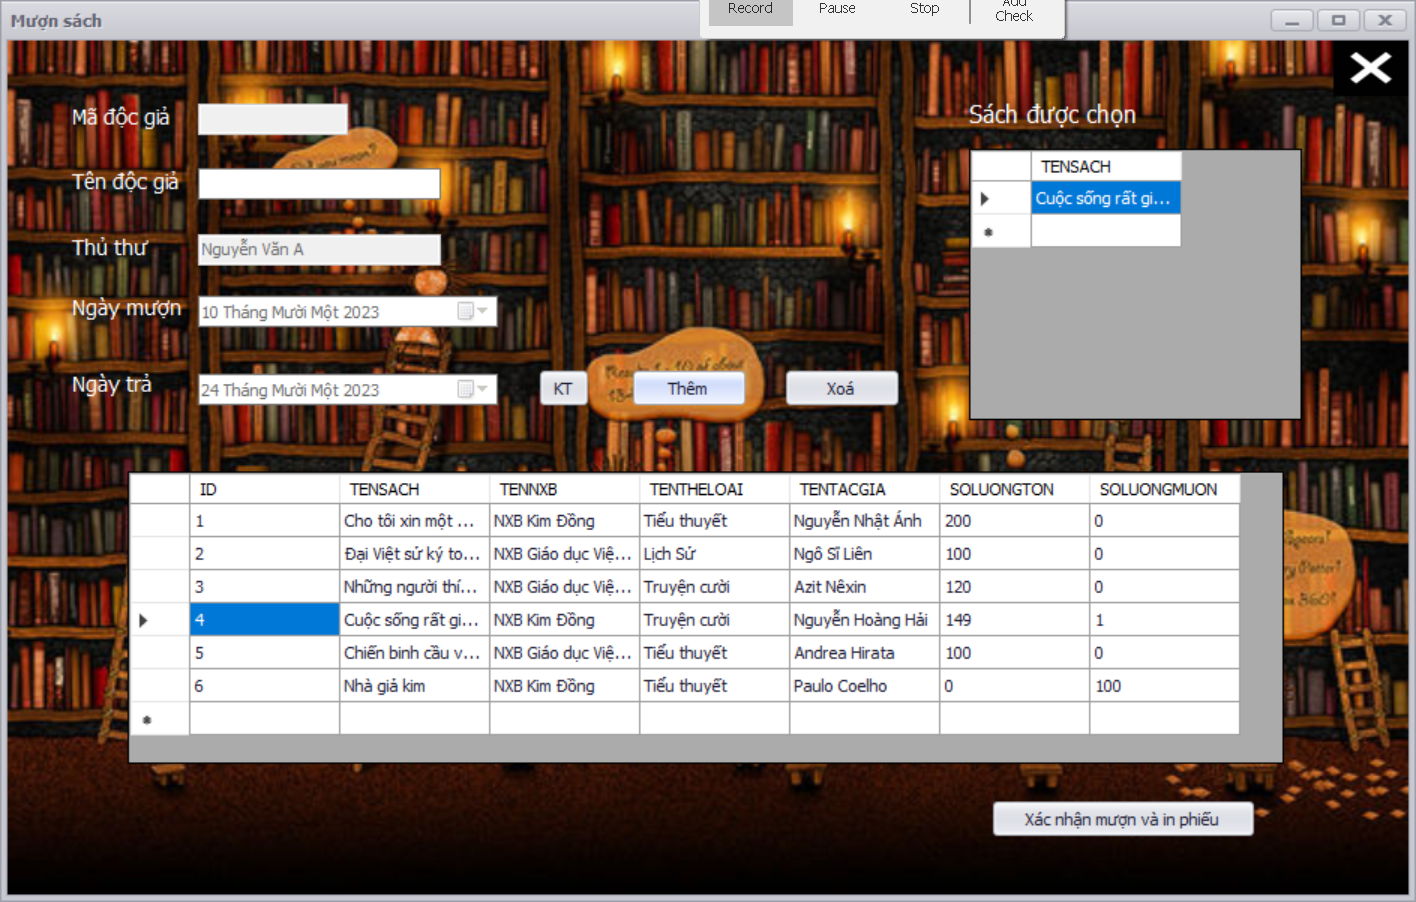 Mượn sách
Record Pause Stop Add Check
Mã độc giả
Sách được chọn
TENSACH
Cuộc sống rất gi...
Tên độc giả
Thủ thư Nguyễn Văn A
Ngày mượn 10 Tháng Mười Một 2023
Ngày trả 24 Tháng Mười Một 2023
KT Thêm Xoá
ID TENSACH TENNXB TENTHELOAI TENTACGIA SOLUONGTON SOLUONGMUON
1 Cho tôi xin một ... NXB Kim Đồng Tiểu thuyết Nguyễn Nhật Ánh 200 0
2 Đại Việt sử ký to... NXB Giáo dục Việ... Lịch Sử Ngô Sĩ Liên 100 0
3 Những người thí... NXB Giáo dục Việ... Truyện cười Azit Nêxin 120 0
4 Cuộc sống rất gi... NXB Kim Đồng Truyện cười Nguyễn Hoàng Hải 149 1
5 Chiến binh cầu v... NXB Giáo dục Việ... Tiểu thuyết Andrea Hirata 100 0
6 Nhà giả kim NXB Kim Đồng Tiểu thuyết Paulo Coelho 0 100
Xác nhận mượn và in phiếu